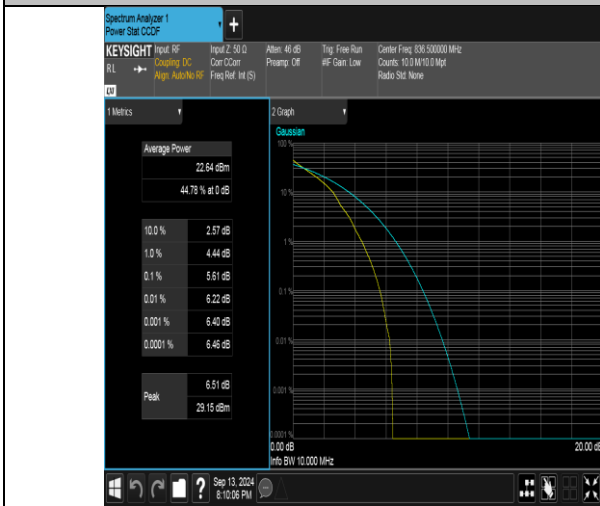 Spectrum Analyzer 1
Power Stat CCDF
+
KEYSIGHT
RL
LXI
Input: RF
Coupling: DC
Align: Auto/No RF
Input Z: 50 Ω
Corr CCorr
Freq Ref: Int (S)
Atten: 46 dB
Preamp: Off
Trig: Free Run
#IF Gain: Low
Center Freq: 836.500000 MHz
Counts: 10.0 M/10.0 Mpt
Radio Std: None
1 Metrics
Average Power
22.64 dBm
44.78 % at 0 dB
10.0 % 2.57 dB
1.0 % 4.44 dB
0.1 % 5.61 dB
0.01 % 6.22 dB
0.001 % 6.40 dB
0.0001 % 6.46 dB
Peak
6.51 dB
29.15 dBm
2 Graph
Gaussian
100 %
10 %
1 %
0.1 %
0.01 %
0.001 %
0.0001 %
0.00 dB 20.00 dB
Info BW 10.000 MHz
?
Sep 13, 2024
8:10:06 PM